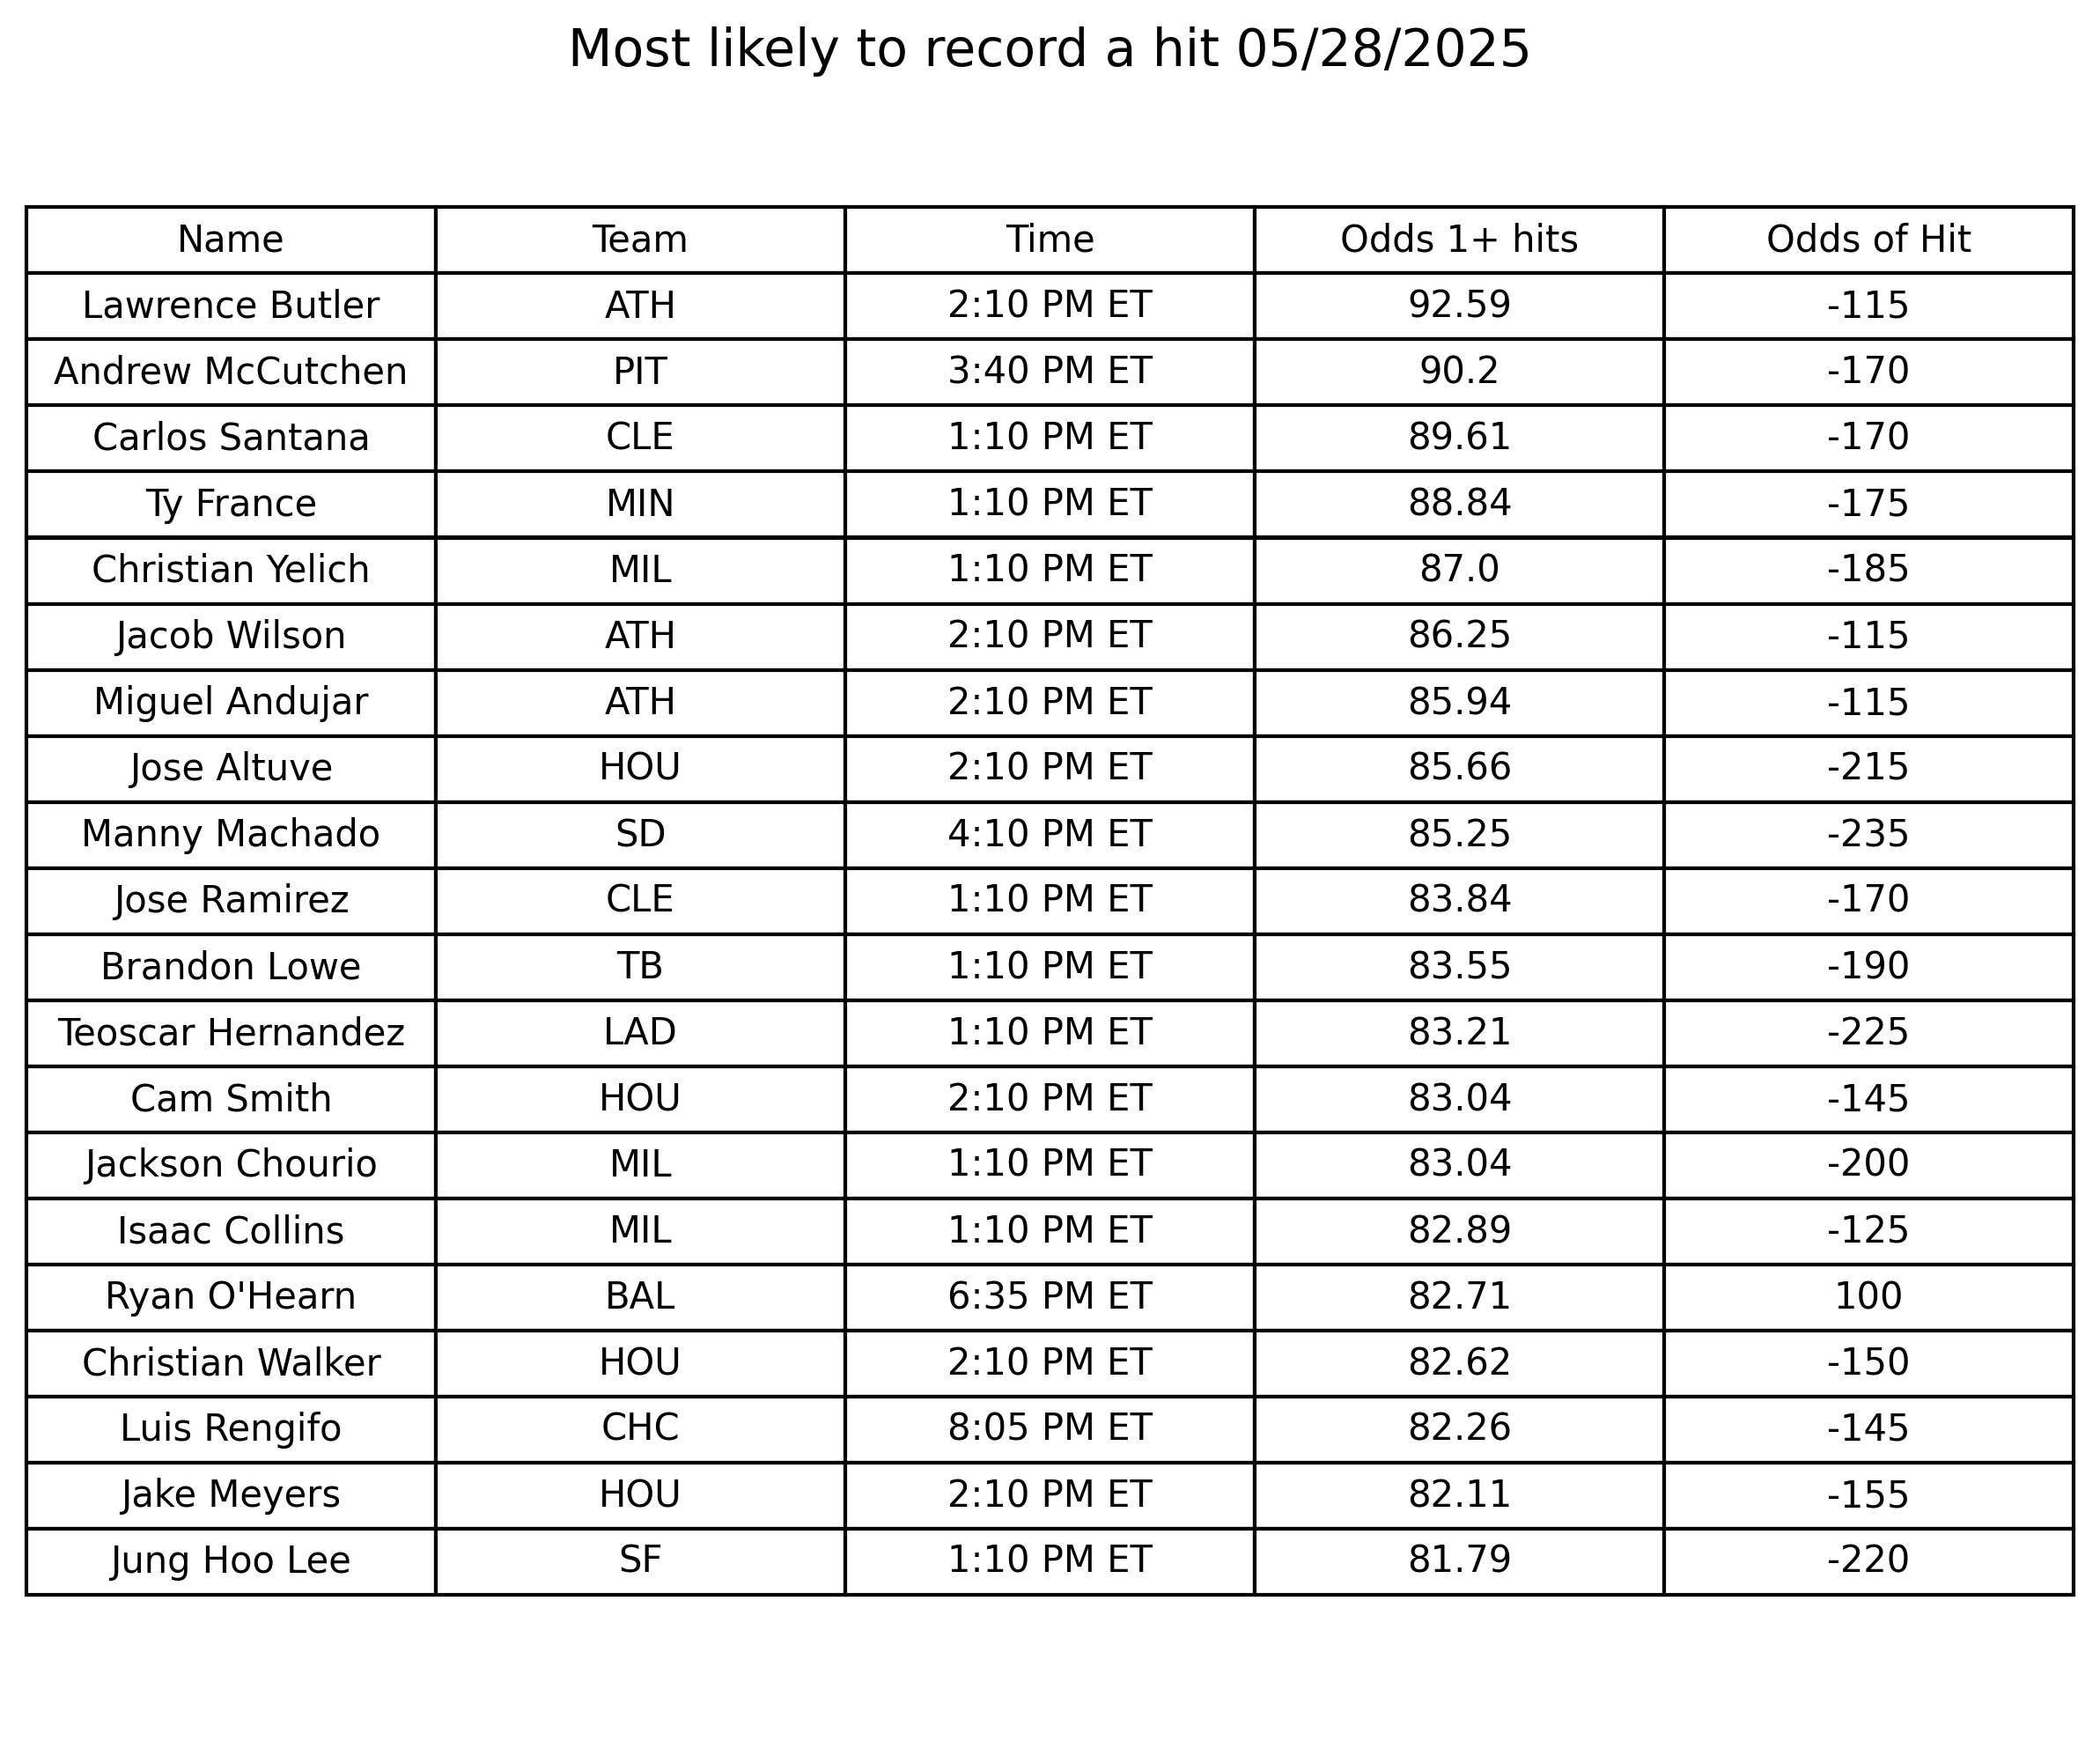 Most likely to record a hit 05/28/2025
Name Team Time Odds 1+ hits Odds of Hit
Lawrence Butler ATH 2:10 PM ET 92.59 -115
Andrew McCutchen PIT 3:40 PM ET 90.2 -170
Carlos Santana CLE 1:10 PM ET 89.61 -170
Ty France MIN 1:10 PM ET 88.84 -175
Christian Yelich MIL 1:10 PM ET 87.0 -185
Jacob Wilson ATH 2:10 PM ET 86.25 -115
Miguel Andujar ATH 2:10 PM ET 85.94 -115
Jose Altuve HOU 2:10 PM ET 85.66 -215
Manny Machado SD 4:10 PM ET 85.25 -235
Jose Ramirez CLE 1:10 PM ET 83.84 -170
Brandon Lowe TB 1:10 PM ET 83.55 -190
Teoscar Hernandez LAD 1:10 PM ET 83.21 -225
Cam Smith HOU 2:10 PM ET 83.04 -145
Jackson Chourio MIL 1:10 PM ET 83.04 -200
Isaac Collins MIL 1:10 PM ET 82.89 -125
Ryan O'Hearn BAL 6:35 PM ET 82.71 100
Christian Walker HOU 2:10 PM ET 82.62 -150
Luis Rengifo CHC 8:05 PM ET 82.26 -145
Jake Meyers HOU 2:10 PM ET 82.11 -155
Jung Hoo Lee SF 1:10 PM ET 81.79 -220